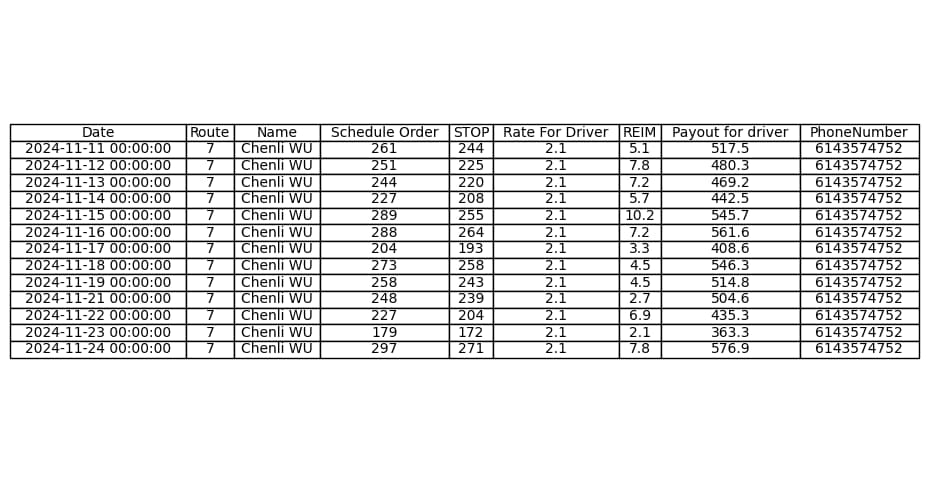 Date Route Name Schedule Order STOP Rate For Driver REIM Payout for driver PhoneNumber
2024-11-11 00:00:00 7 Chenli WU 261 244 2.1 5.1 517.5 6143574752
2024-11-12 00:00:00 7 Chenli WU 251 225 2.1 7.8 480.3 6143574752
2024-11-13 00:00:00 7 Chenli WU 244 220 2.1 7.2 469.2 6143574752
2024-11-14 00:00:00 7 Chenli WU 227 208 2.1 5.7 442.5 6143574752
2024-11-15 00:00:00 7 Chenli WU 289 255 2.1 10.2 545.7 6143574752
2024-11-16 00:00:00 7 Chenli WU 288 264 2.1 7.2 561.6 6143574752
2024-11-17 00:00:00 7 Chenli WU 204 193 2.1 3.3 408.6 6143574752
2024-11-18 00:00:00 7 Chenli WU 273 258 2.1 4.5 546.3 6143574752
2024-11-19 00:00:00 7 Chenli WU 258 243 2.1 4.5 514.8 6143574752
2024-11-21 00:00:00 7 Chenli WU 248 239 2.1 2.7 504.6 6143574752
2024-11-22 00:00:00 7 Chenli WU 227 204 2.1 6.9 435.3 6143574752
2024-11-23 00:00:00 7 Chenli WU 179 172 2.1 2.1 363.3 6143574752
2024-11-24 00:00:00 7 Chenli WU 297 271 2.1 7.8 576.9 6143574752